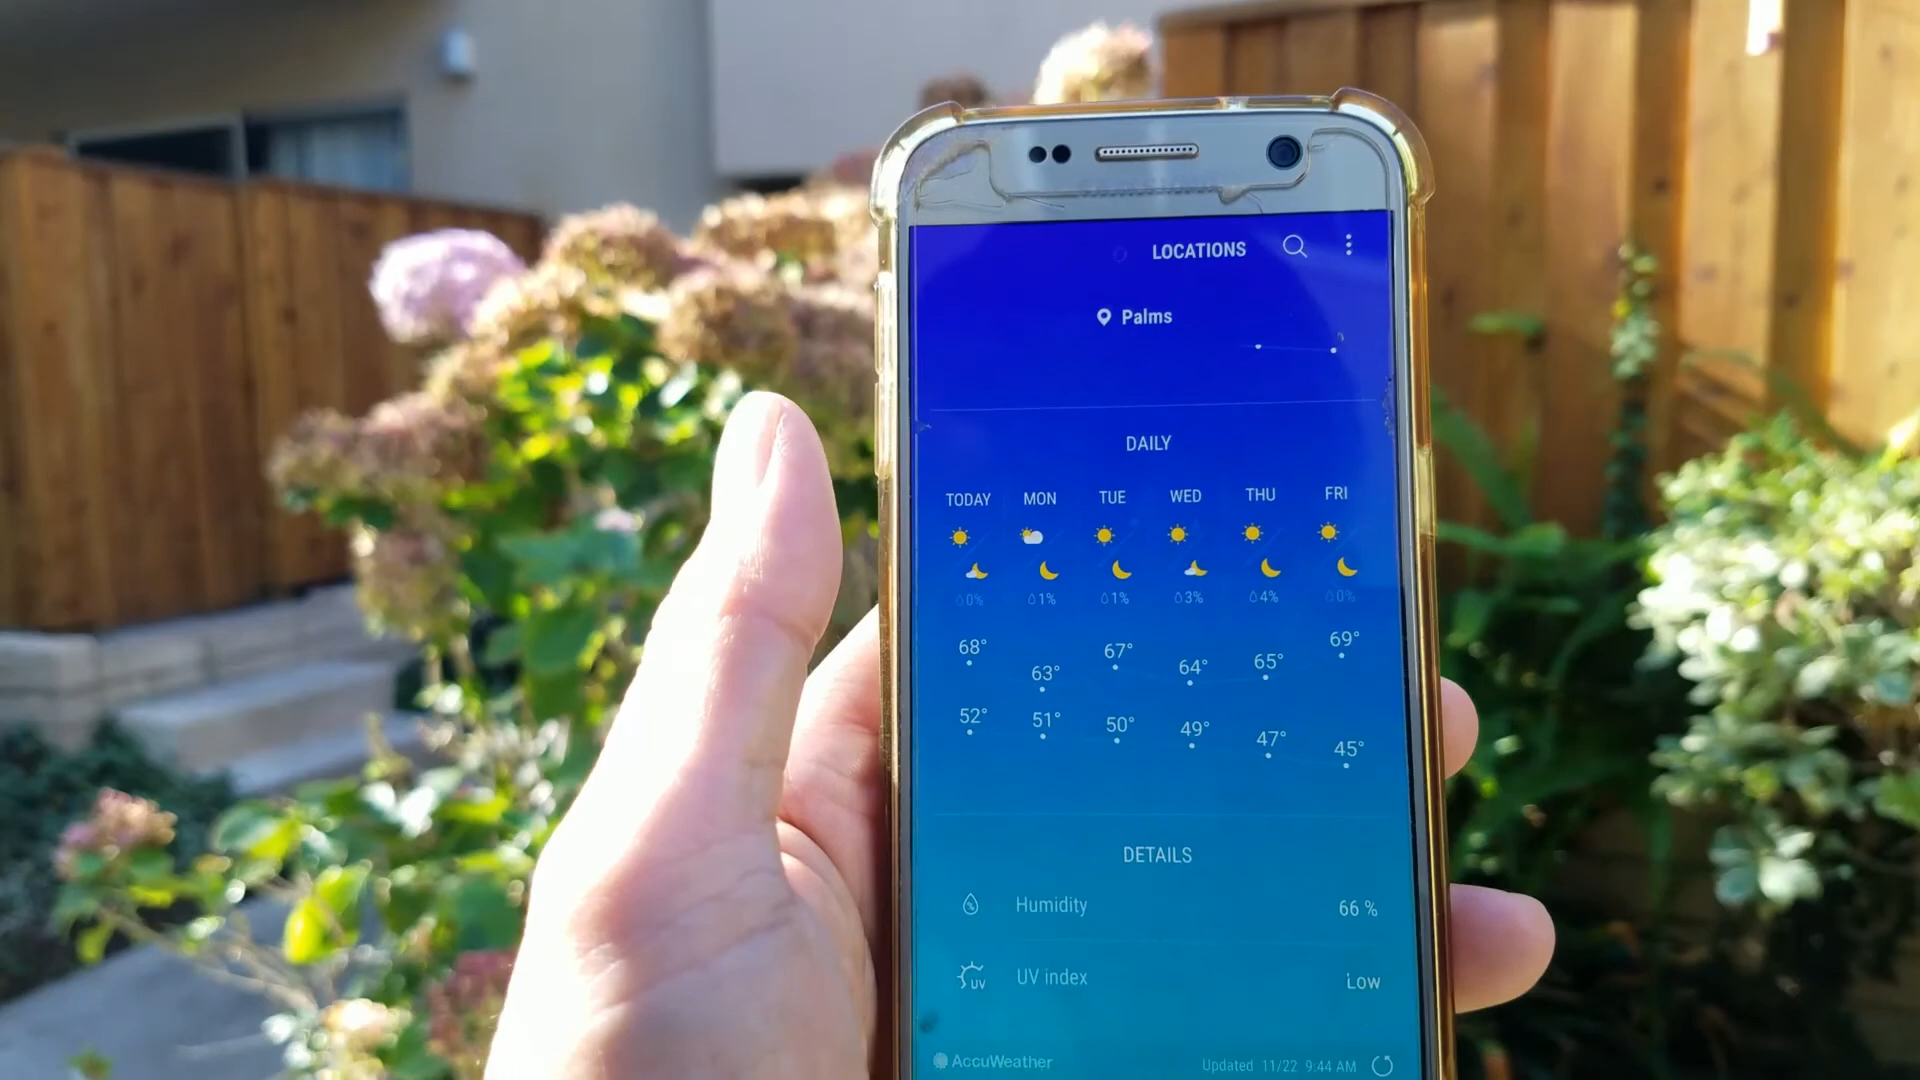 LOCATIONS
Palms
DAILY
TODAY MON TUE WED THU FRI
0% 1% 1% 3% 4% 0%
68° 63° 67° 64° 65° 69°
52° 51° 50° 49° 47° 45°
DETAILS
Humidity 66 %
UV UV index Low
AccuWeather Updated 11/22 9:44 AM